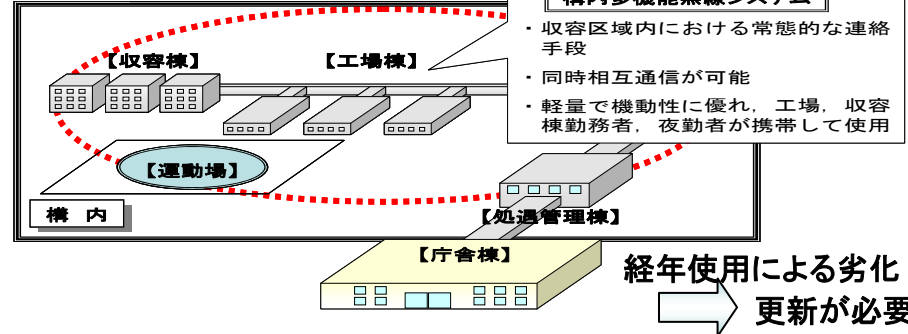 構内多機能無線システム
・収容区域内における常態的な連絡
手段
・同時相互通信が可能
・軽量で機動性に優れ，工場，収容
棟勤務者，夜勤者が携帯して使用
【収容棟】
【工場棟】
【運動場】
構 内
【処遇管理棟】
【庁舎棟】
経年使用による劣化
更新が必要